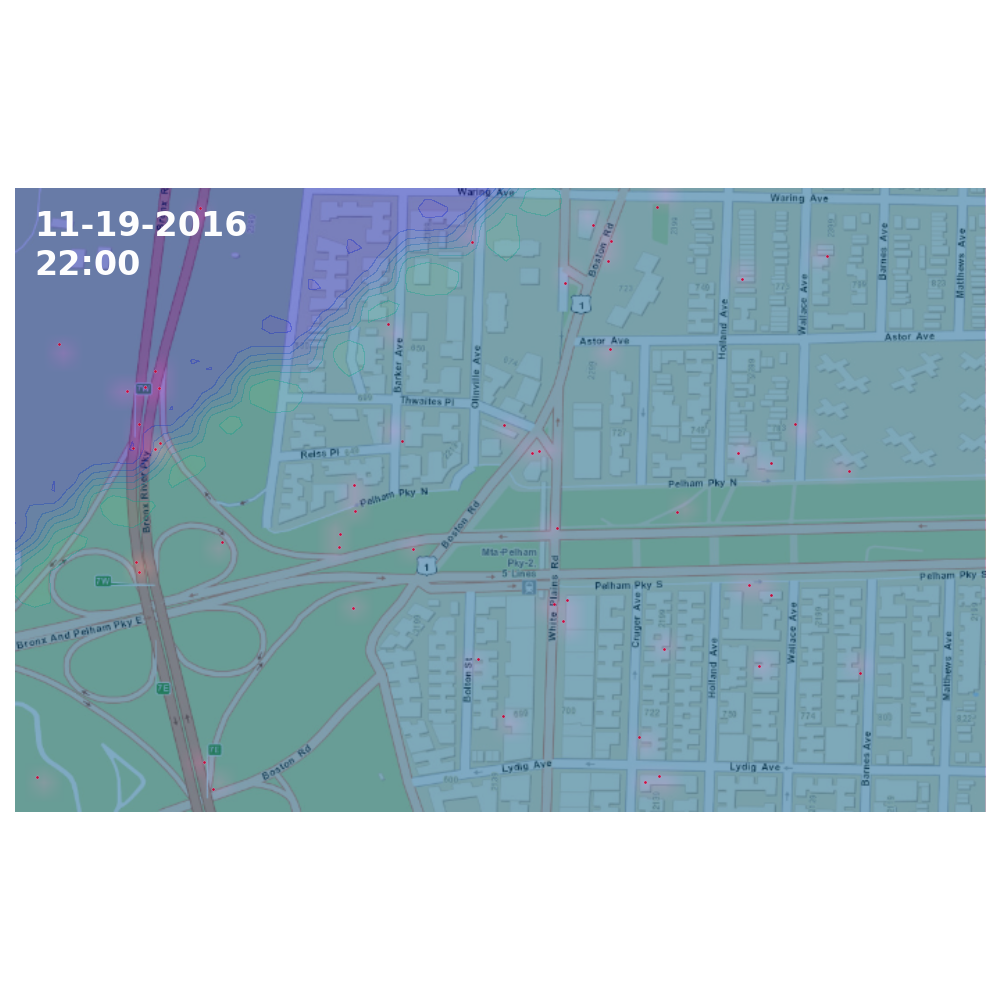 11-19-2016
22:00
Waring Ave
Waring Ave
Boston Rd
1
Barnes Ave
Matthews Ave
Wallace Ave
Holland Ave
Astor Ave
Astor Ave
Barker Ave
Olinville Ave
Thwaites Pl
Reiss Pl
Pelham Pky N
Pelham Pky N
Bronx River Pky
Boston Rd
1
Mta-Pelham
Pky-2,
5 Lines
White Plains Rd
Pelham Pky S
Pelham Pky S
7W
Bronx And Pelham Pky E
Cruger Ave
Holland Ave
Wallace Ave
Matthews Ave
Bolton St
7E
7E
Boston Rd
Lydig Ave
Lydig Ave
Barnes Ave